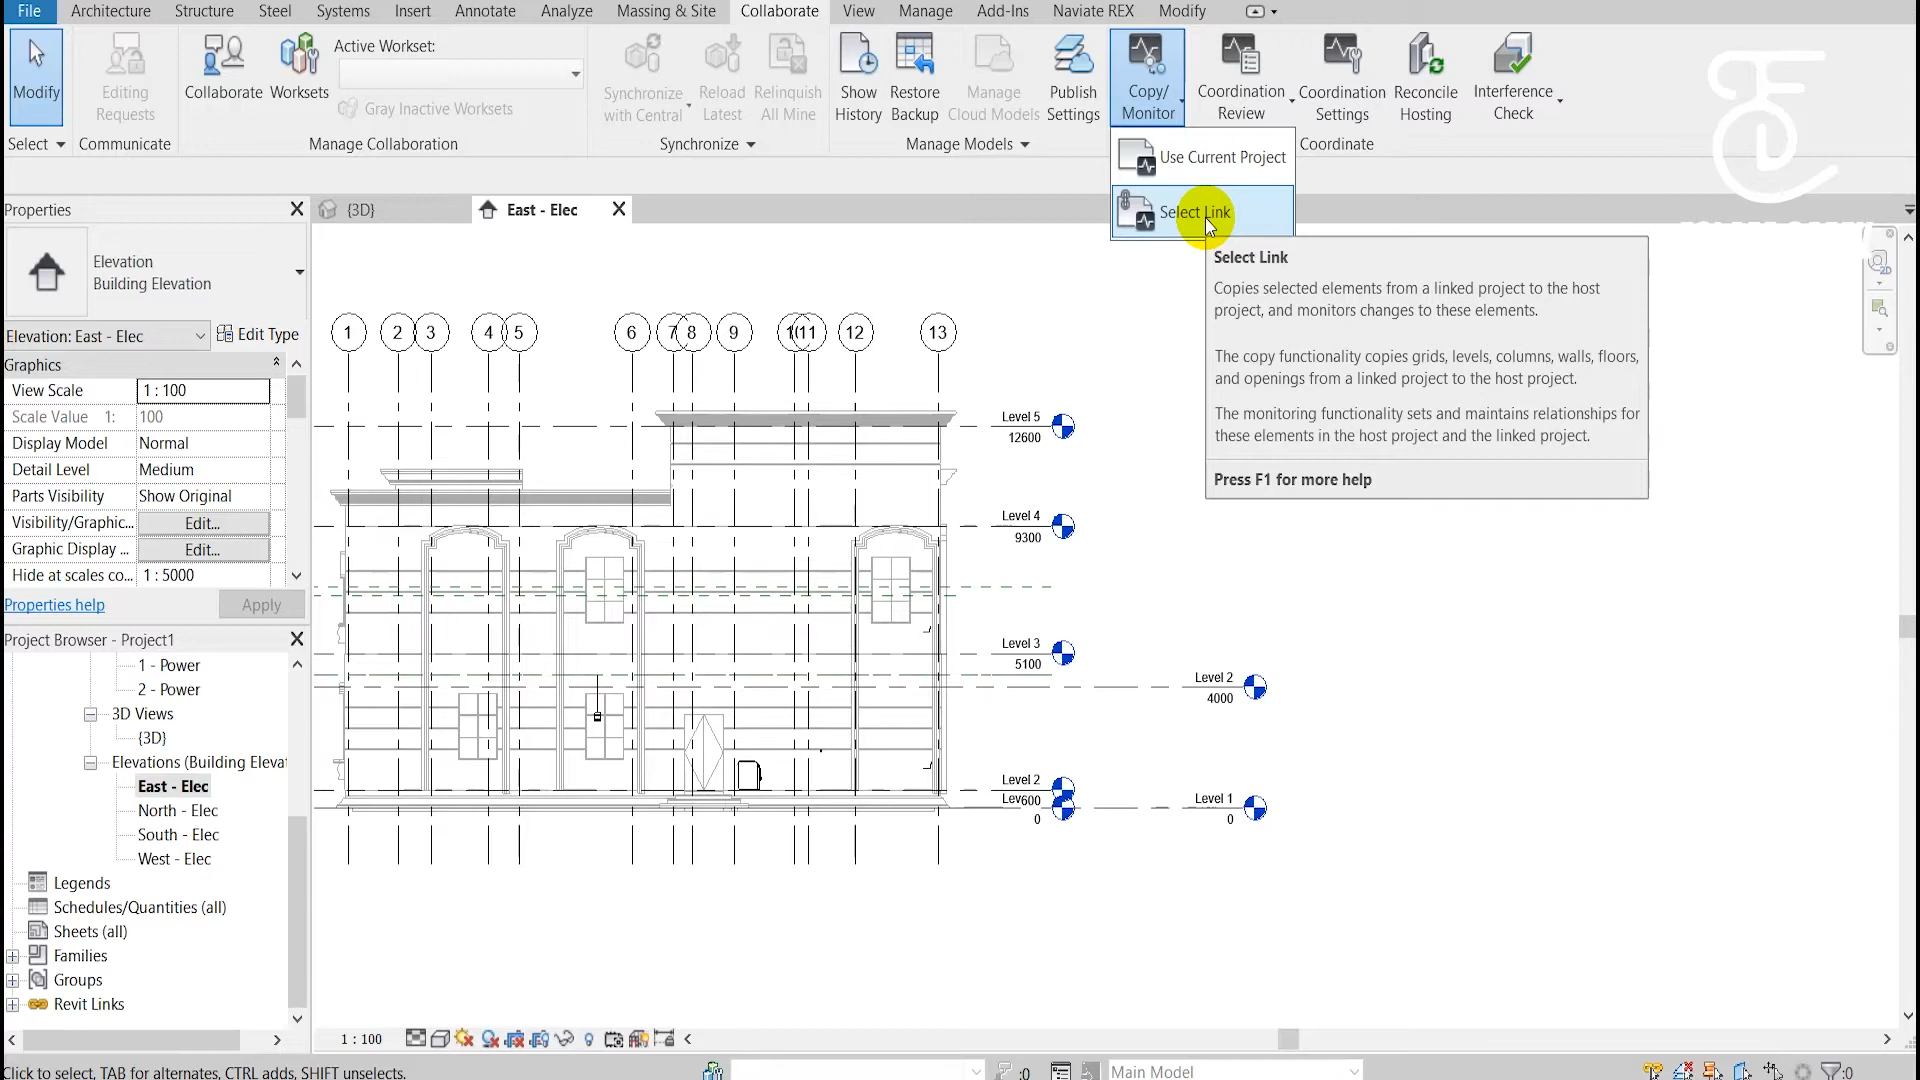 File Architecture Structure Steel Systems Insert Annotate Analyze Massing & Site Collaborate View Manage Add-Ins Naviate REX Modify
Modify
Editing Requests
Collaborate
Worksets
Active Workset:
Gray Inactive Worksets
Synchronize with Central
Reload Latest
Relinquish All Mine
Show History
Restore Backup
Manage Cloud Models
Publish Settings
Copy/ Monitor
Coordination Review
Coordination Settings
Reconcile Hosting
Interference Check
Select Communicate Manage Collaboration Synchronize Manage Models Coordinate
Use Current Project
Select Link
Select Link
Copies selected elements from a linked project to the host
project, and monitors changes to these elements.
The copy functionality copies grids, levels, columns, walls, floors,
and openings from a linked project to the host project.
The monitoring functionality sets and maintains relationships for
these elements in the host project and the linked project.
Press F1 for more help
Properties
{3D}
East - Elec
Elevation
Building Elevation
Elevation: East - Elec
Edit Type
Graphics
View Scale 1 : 100
Scale Value 1: 100
Display Model Normal
Detail Level Medium
Parts Visibility Show Original
Visibility/Graphic... Edit...
Graphic Display ... Edit...
Hide at scales co... 1 : 5000
Properties help
Apply
Project Browser - Project1
1 - Power
2 - Power
3D Views
{3D}
Elevations (Building Eleva
East - Elec
North - Elec
South - Elec
West - Elec
Legends
Schedules/Quantities (all)
Sheets (all)
Families
Groups
Revit Links
1 2 3 4 5 6 7 8 9 11 12 13
Level 5
12600
Level 4
9300
Level 3
5100
Level 2
4000
Level 2
600
0
Level 1
0
2D
1 : 100
Click to select, TAB for alternates, CTRL adds, SHIFT unselects.
:0
Main Model
:0